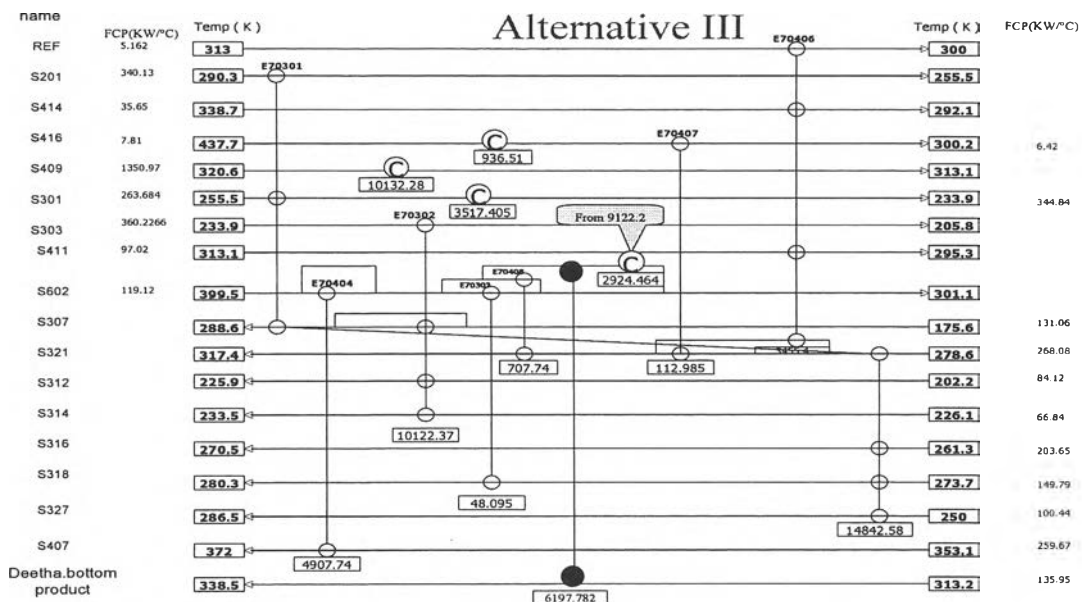 name
Alternative III
FCP(KW/°C) Temp ( K ) Temp ( K ) FCP(KW/°C)
REF 5.162 313 E70406 300
S201 340.13 290.3 E70301 255.5
S414 35.65 338.7 292.1
S416 7.81 437.7 C 936.51 E70407 300.2 6.42
S409 1350.97 320.6 C 10132.28 313.1
S301 263.684 255.5 C 3517.405 233.9 344.84
S303 360.2266 233.9 E70302 From 9122.2 205.8
S411 97.02 313.1 C 2924.464 295.3
S602 119.12 399.5 E70404 E70303 301.1
S307 288.6 175.6 131.06
S321 317.4 707.74 112.985 278.6 268.08
S312 225.9 202.2 84.12
S314 233.5 10122.37 226.1 66.84
S316 270.5 261.3 203.65
S318 280.3 48.095 273.7 149.79
S327 286.5 14842.58 250 100.44
S407 372 4907.74 353.1 259.67
Deetha.bottom
product 338.5 6197.782 313.2 135.95